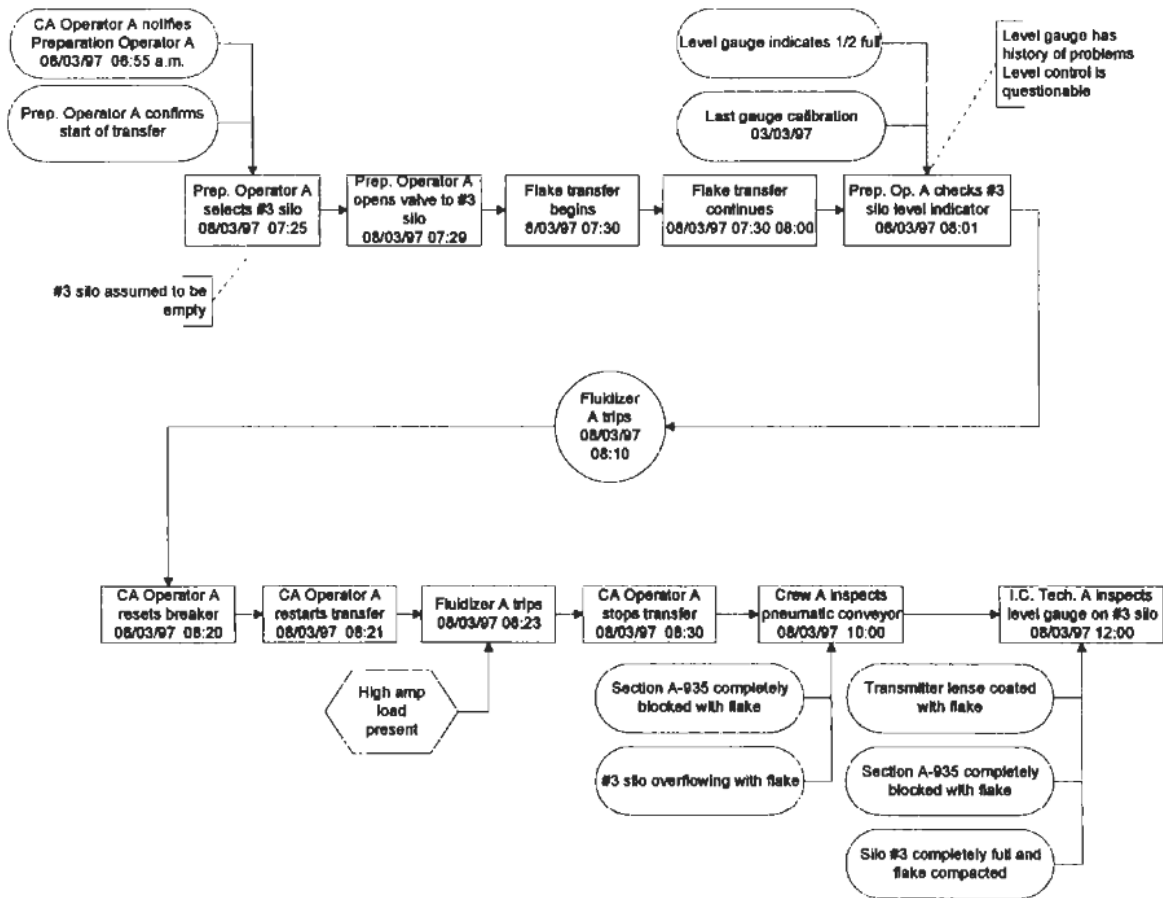 CA Operator A notifies
Preparation Operator A
08/03/97 06:55 a.m.
Prep. Operator A confirms
start of transfer
Level gauge indicates 1/2 full
Last gauge calibration
03/03/97
Level gauge has
history of problems
Level control is
questionable
Prep. Operator A
selects #3 silo
08/03/97 07:25
Prep. Operator A
opens valve to #3
silo
08/03/97 07:29
Flake transfer
begins
8/03/97 07:30
Flake transfer
continues
08/03/97 07:30 08:00
Prep. Op. A checks #3
silo level indicator
08/03/97 08:01
#3 silo assumed to be
empty
Fluidizer
A trips
08/03/97
08:10
CA Operator A
resets breaker
08/03/97 08:20
CA Operator A
restarts transfer
08/03/97 08:21
Fluidizer A trips
08/03/97 08:23
CA Operator A
stops transfer
08/03/97 08:30
Crew A inspects
pneumatic conveyor
08/03/97 10:00
I.C. Tech. A inspects
level gauge on #3 silo
08/03/97 12:00
High amp
load
present
Section A-935 completely
blocked with flake
#3 silo overflowing with flake
Transmitter lense coated
with flake
Section A-935 completely
blocked with flake
Silo #3 completely full and
flake compacted